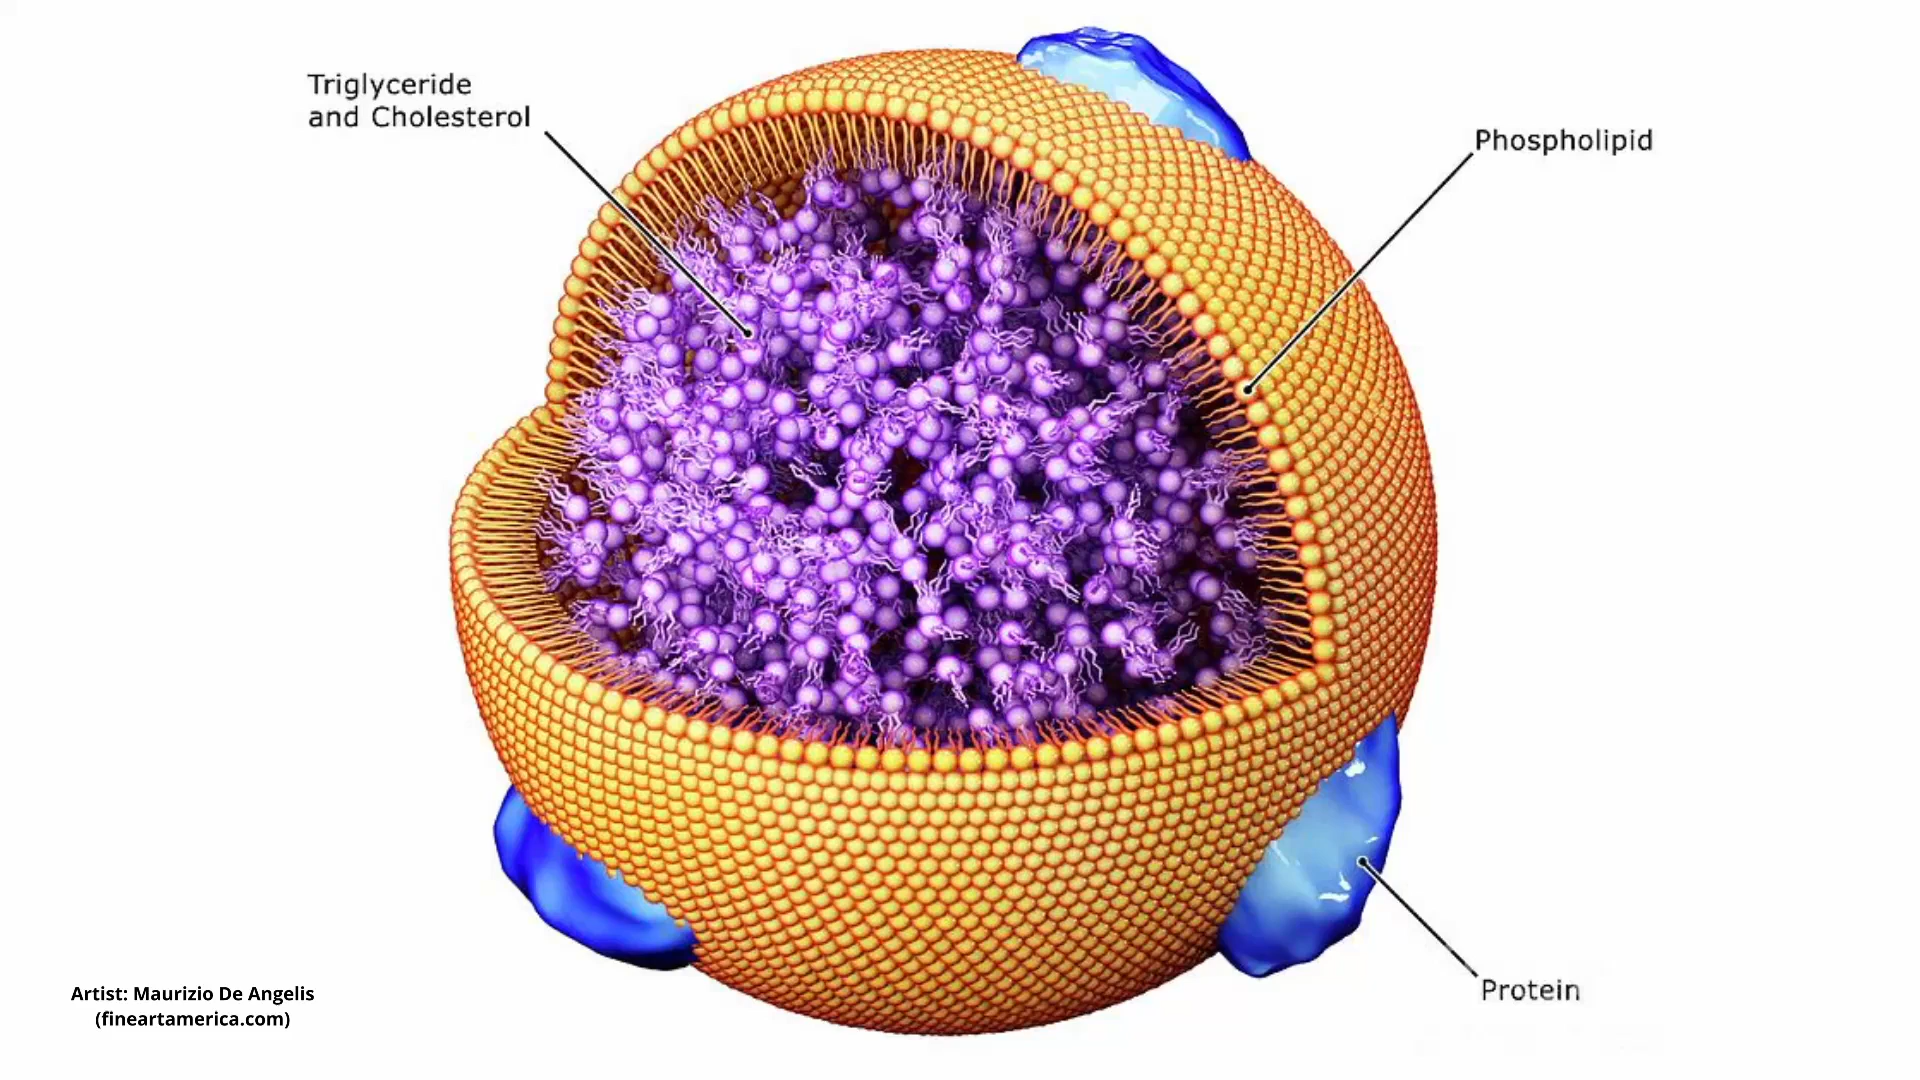 Triglyceride
and Cholesterol
Phospholipid
Protein
Artist: Maurizio De Angelis
(fineartamerica.com)